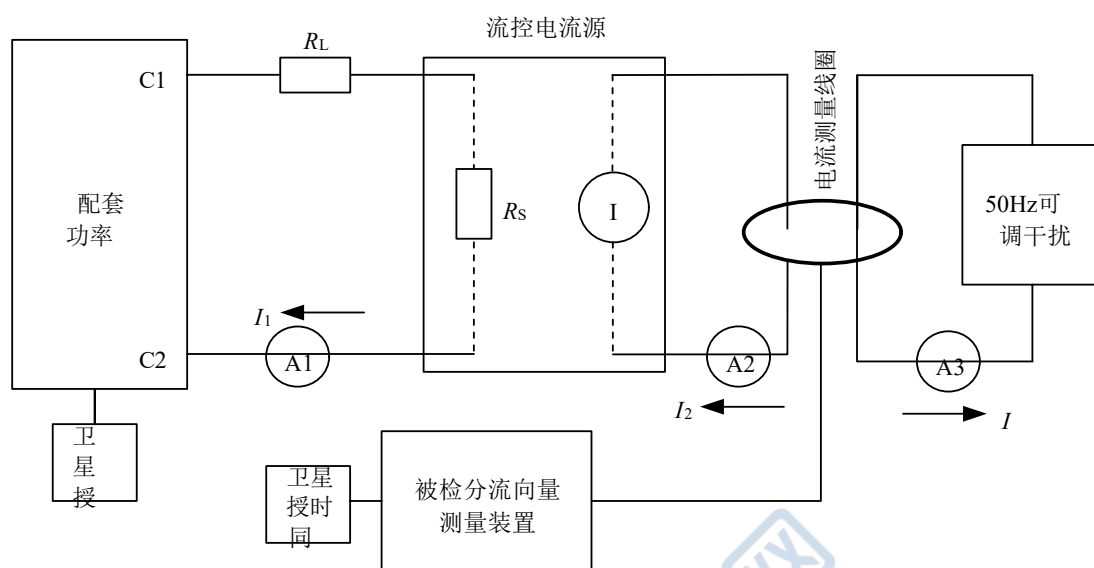 流控电流源
R_L
C1
电流测量线圈
配套
功率
R_S
I
50Hz可
调干扰
I₁
A1
C2
A2
A3
I₂
I
卫
星
授
卫星
授时
同
被检分流向量
测量装置